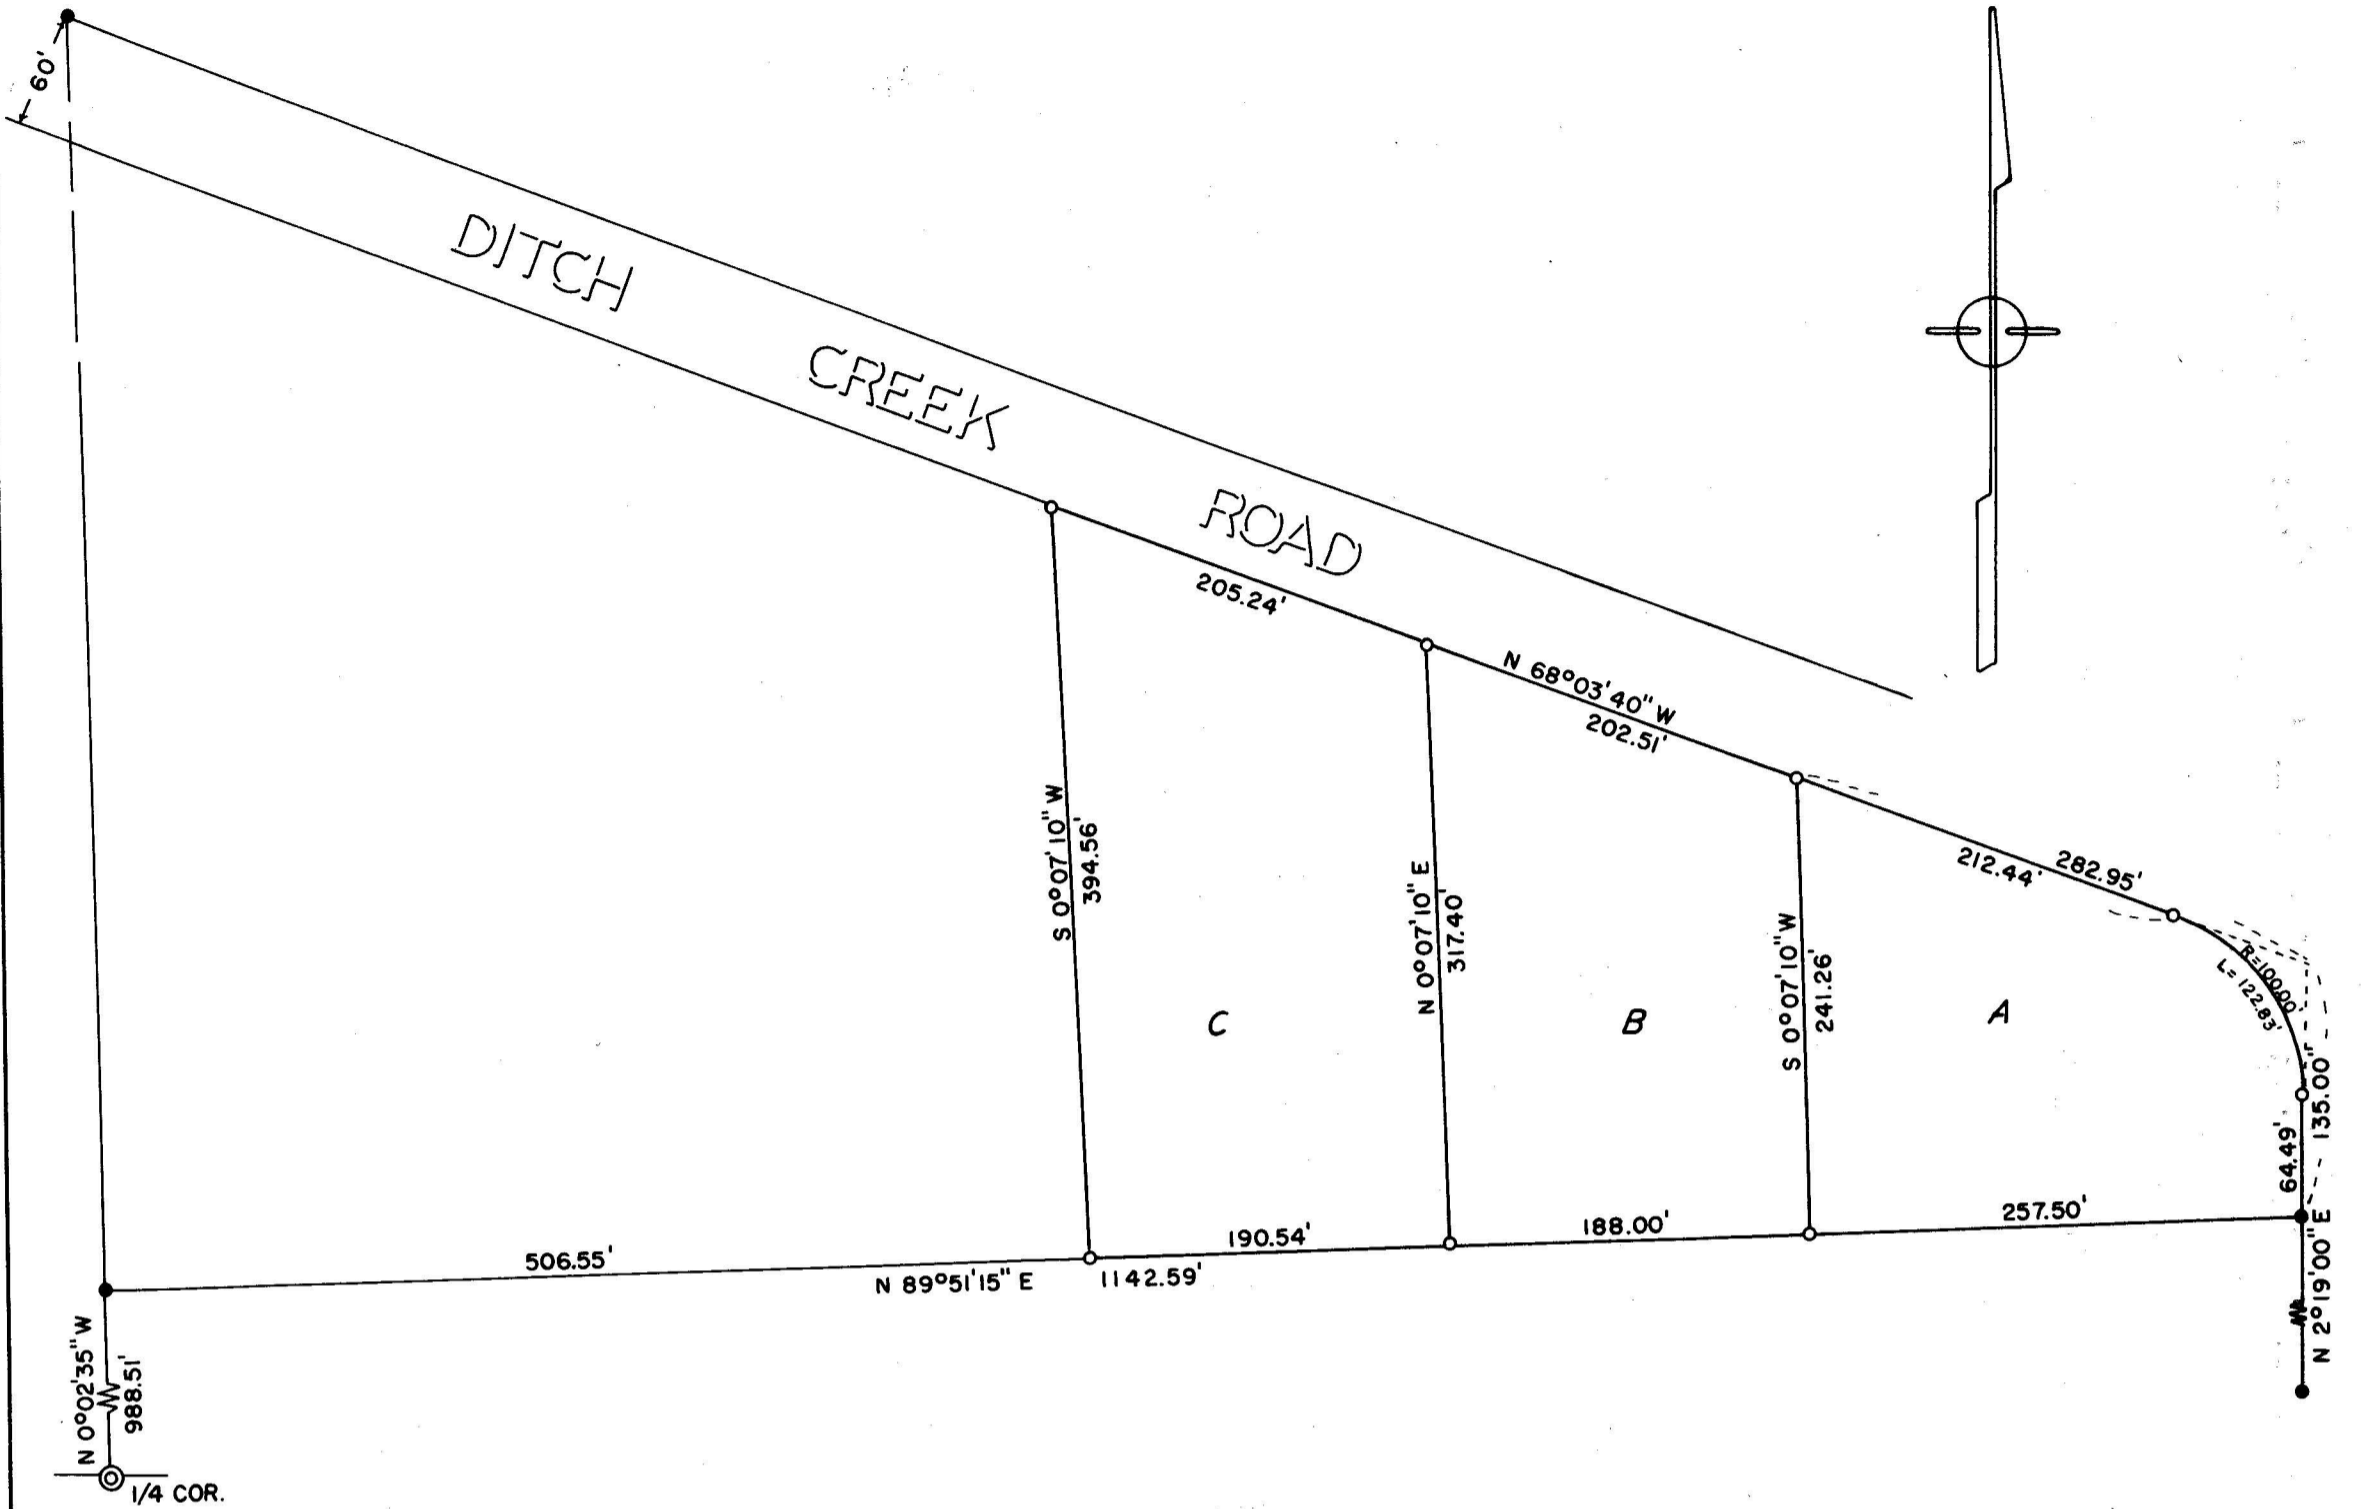 60'
DITCH
CREEK
ROAD
205.24'
N 68°03'40" W
202.51'
S 0°07'10" W
394.56'
N 0°07'10" E
317.40'
S 0°07'10" W
241.26'
212.44'
282.95'
R=100.00'
L= 122.83'
C
B
A
64.49'
N 2°19'00" E 135.00'
506.55'
190.54'
188.00'
257.50'
N 89°51'15" E 1142.59'
N 0°02'35" W
988.51'
1/4 COR.